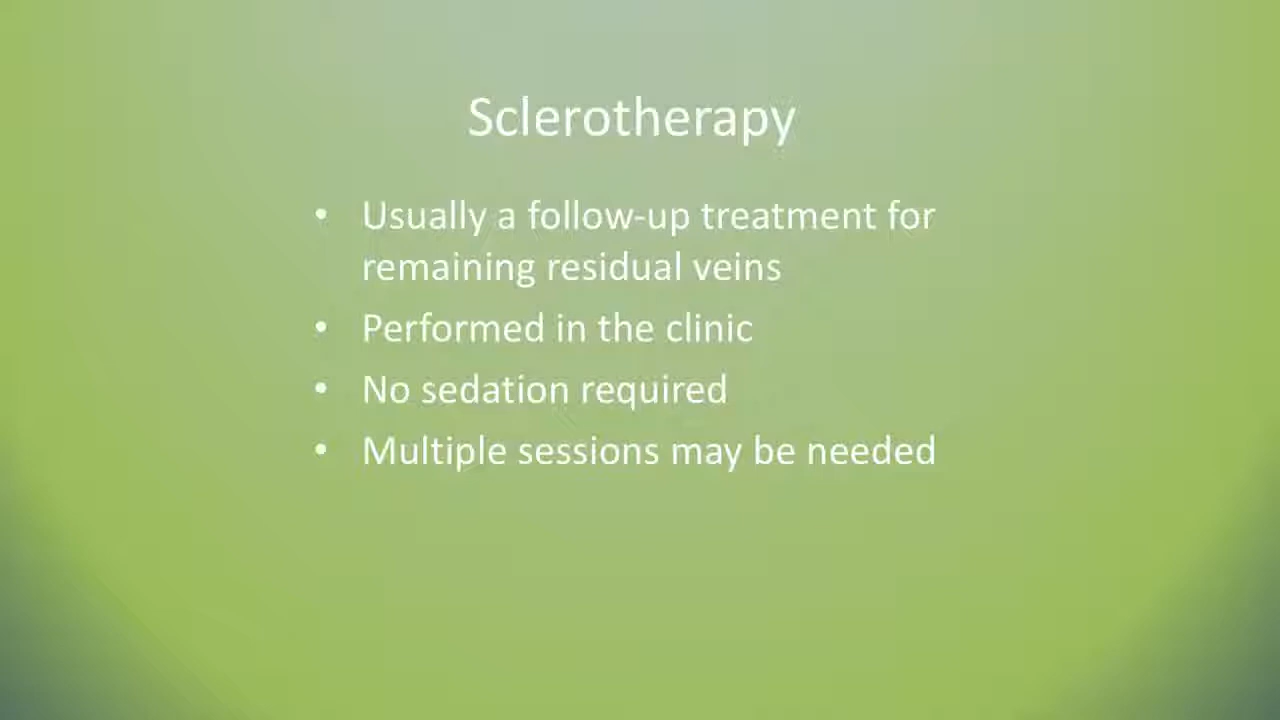 Sclerotherapy
• Usually a follow-up treatment for
remaining residual veins
• Performed in the clinic
• No sedation required
• Multiple sessions may be needed